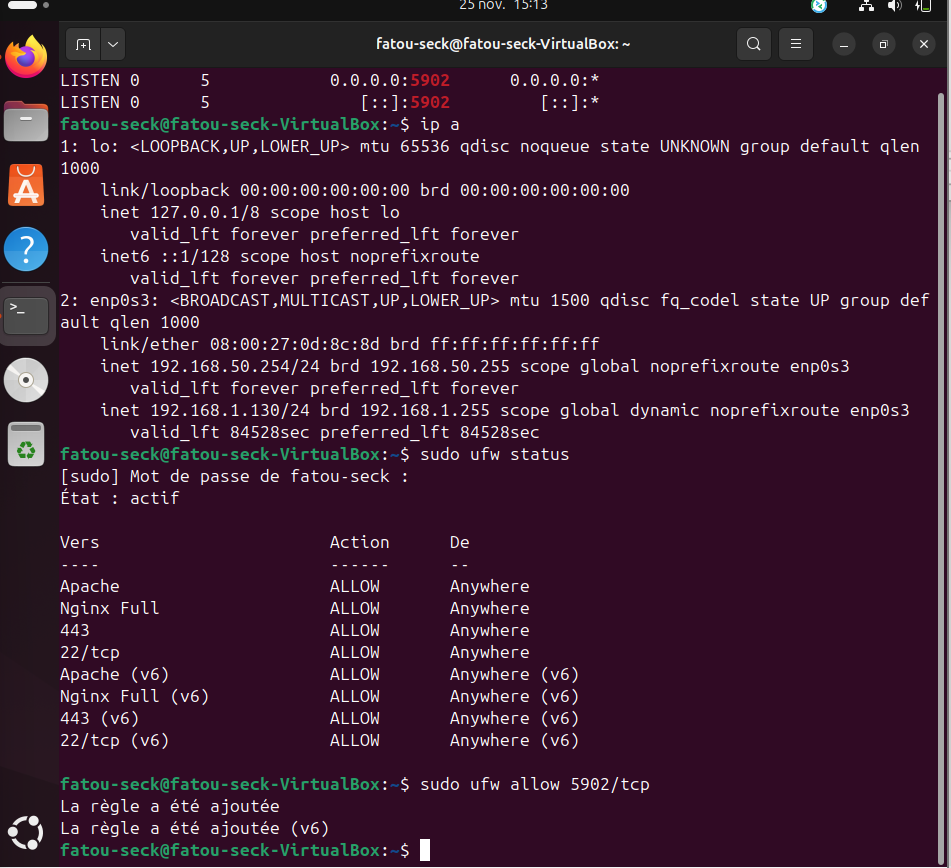 25 nov. 15:13
fatou-seck@fatou-seck-VirtualBox: ~
LISTEN 0      5            0.0.0.0:5902      0.0.0.0:*
LISTEN 0      5               [::]:5902         [::]:*
fatou-seck@fatou-seck-VirtualBox:~$ ip a
1: lo: <LOOPBACK,UP,LOWER_UP> mtu 65536 qdisc noqueue state UNKNOWN group default qlen
1000
    link/loopback 00:00:00:00:00:00 brd 00:00:00:00:00:00
    inet 127.0.0.1/8 scope host lo
       valid_lft forever preferred_lft forever
    inet6 ::1/128 scope host noprefixroute
       valid_lft forever preferred_lft forever
2: enp0s3: <BROADCAST,MULTICAST,UP,LOWER_UP> mtu 1500 qdisc fq_codel state UP group def
ault qlen 1000
    link/ether 08:00:27:0d:8c:8d brd ff:ff:ff:ff:ff:ff
    inet 192.168.50.254/24 brd 192.168.50.255 scope global noprefixroute enp0s3
       valid_lft forever preferred_lft forever
    inet 192.168.1.130/24 brd 192.168.1.255 scope global dynamic noprefixroute enp0s3
       valid_lft 84528sec preferred_lft 84528sec
fatou-seck@fatou-seck-VirtualBox:~$ sudo ufw status
[sudo] Mot de passe de fatou-seck :
État : actif
Vers                       Action      De
----                       ------      --
Apache                     ALLOW       Anywhere
Nginx Full                 ALLOW       Anywhere
443                        ALLOW       Anywhere
22/tcp                     ALLOW       Anywhere
Apache (v6)                ALLOW       Anywhere (v6)
Nginx Full (v6)            ALLOW       Anywhere (v6)
443 (v6)                   ALLOW       Anywhere (v6)
22/tcp (v6)                ALLOW       Anywhere (v6)
fatou-seck@fatou-seck-VirtualBox:~$ sudo ufw allow 5902/tcp
La règle a été ajoutée
La règle a été ajoutée (v6)
fatou-seck@fatou-seck-VirtualBox:~$